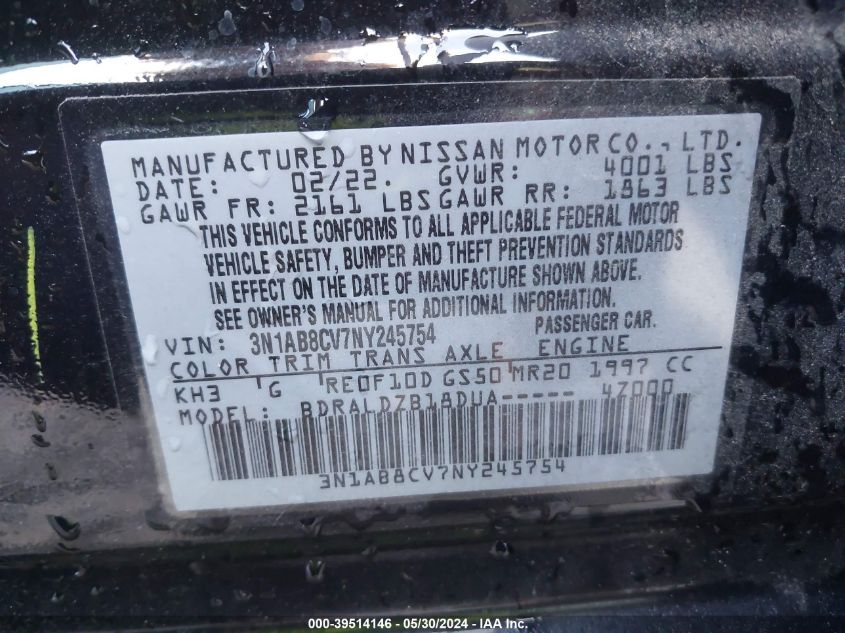 MANUFACTURED BY NISSAN MOTOR CO., LTD.
DATE: 02/22. GVWR: 4001 LBS
GAWR FR: 2161 LBS GAWR RR: 1863 LBS
THIS VEHICLE CONFORMS TO ALL APPLICABLE FEDERAL MOTOR
VEHICLE SAFETY, BUMPER AND THEFT PREVENTION STANDARDS
IN EFFECT ON THE DATE OF MANUFACTURE SHOWN ABOVE.
SEE OWNER'S MANUAL FOR ADDITIONAL INFORMATION.
VIN: 3N1AB8CV7NY245754 PASSENGER CAR.
COLOR TRIM TRANS AXLE ENGINE
KH3 G RE0F10D GS50 MR20 1997 CC
MODEL: BDRALDZB18DUA----- 4Z000
3N1AB8CV7NY245754
000-39514146 - 05/30/2024 - IAA Inc.